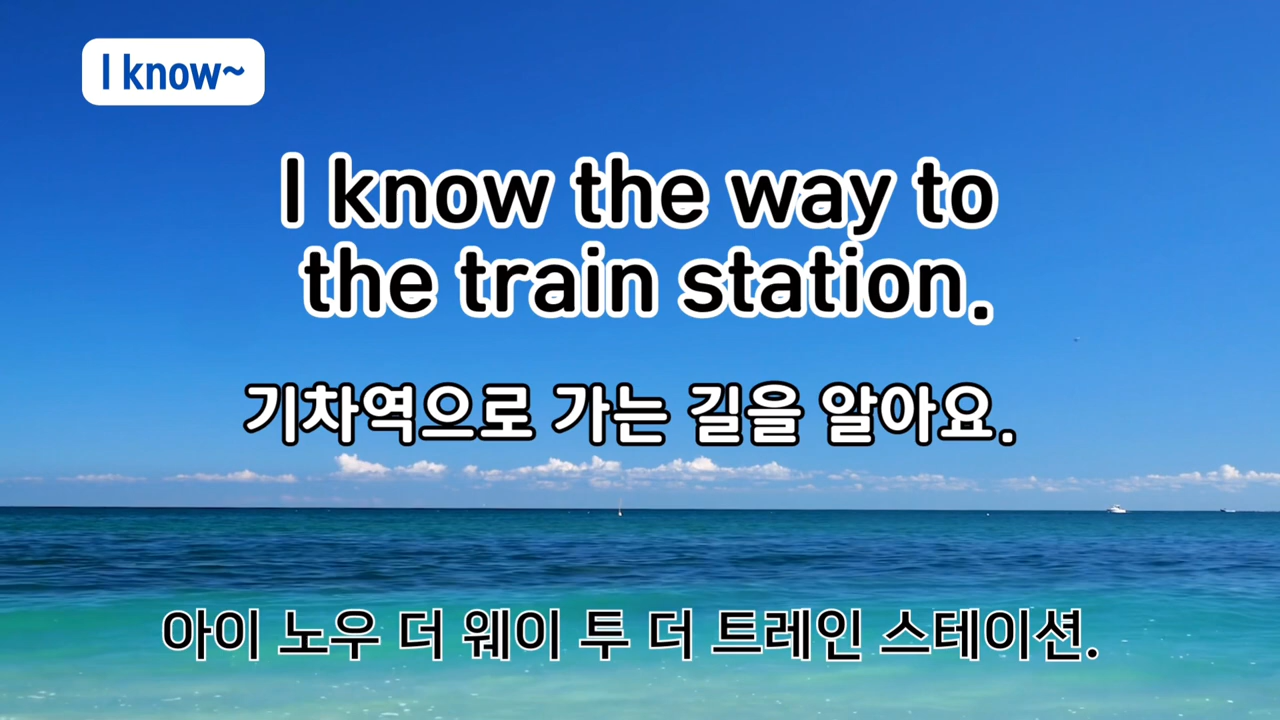 I know~
I know the way to
the train station.
기차역으로 가는 길을 알아요.
아이 노우 더 웨이 투 더 트레인 스테이션.